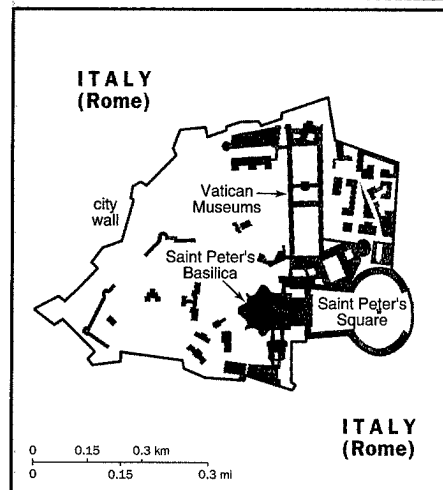 ITALY
(Rome)
Vatican
Museums
city
wall
Saint Peter's
Basilica
Saint Peter's
Square
ITALY
(Rome)
0 0.15 0.3 km
0 0.15 0.3 mi